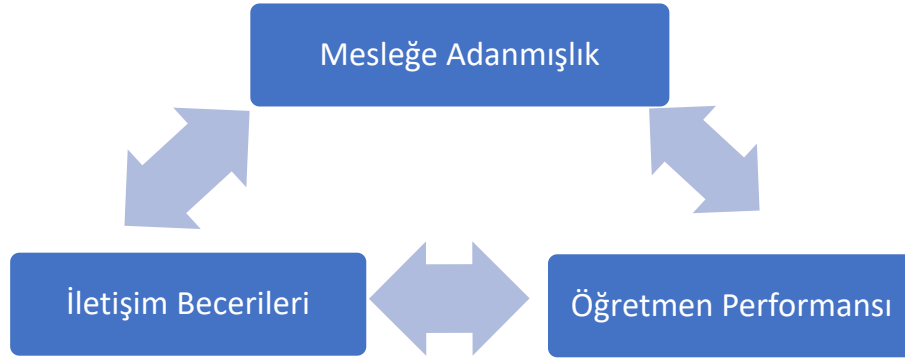 Mesleğe Adanmışlık
İletişim Becerileri
Öğretmen Performansı